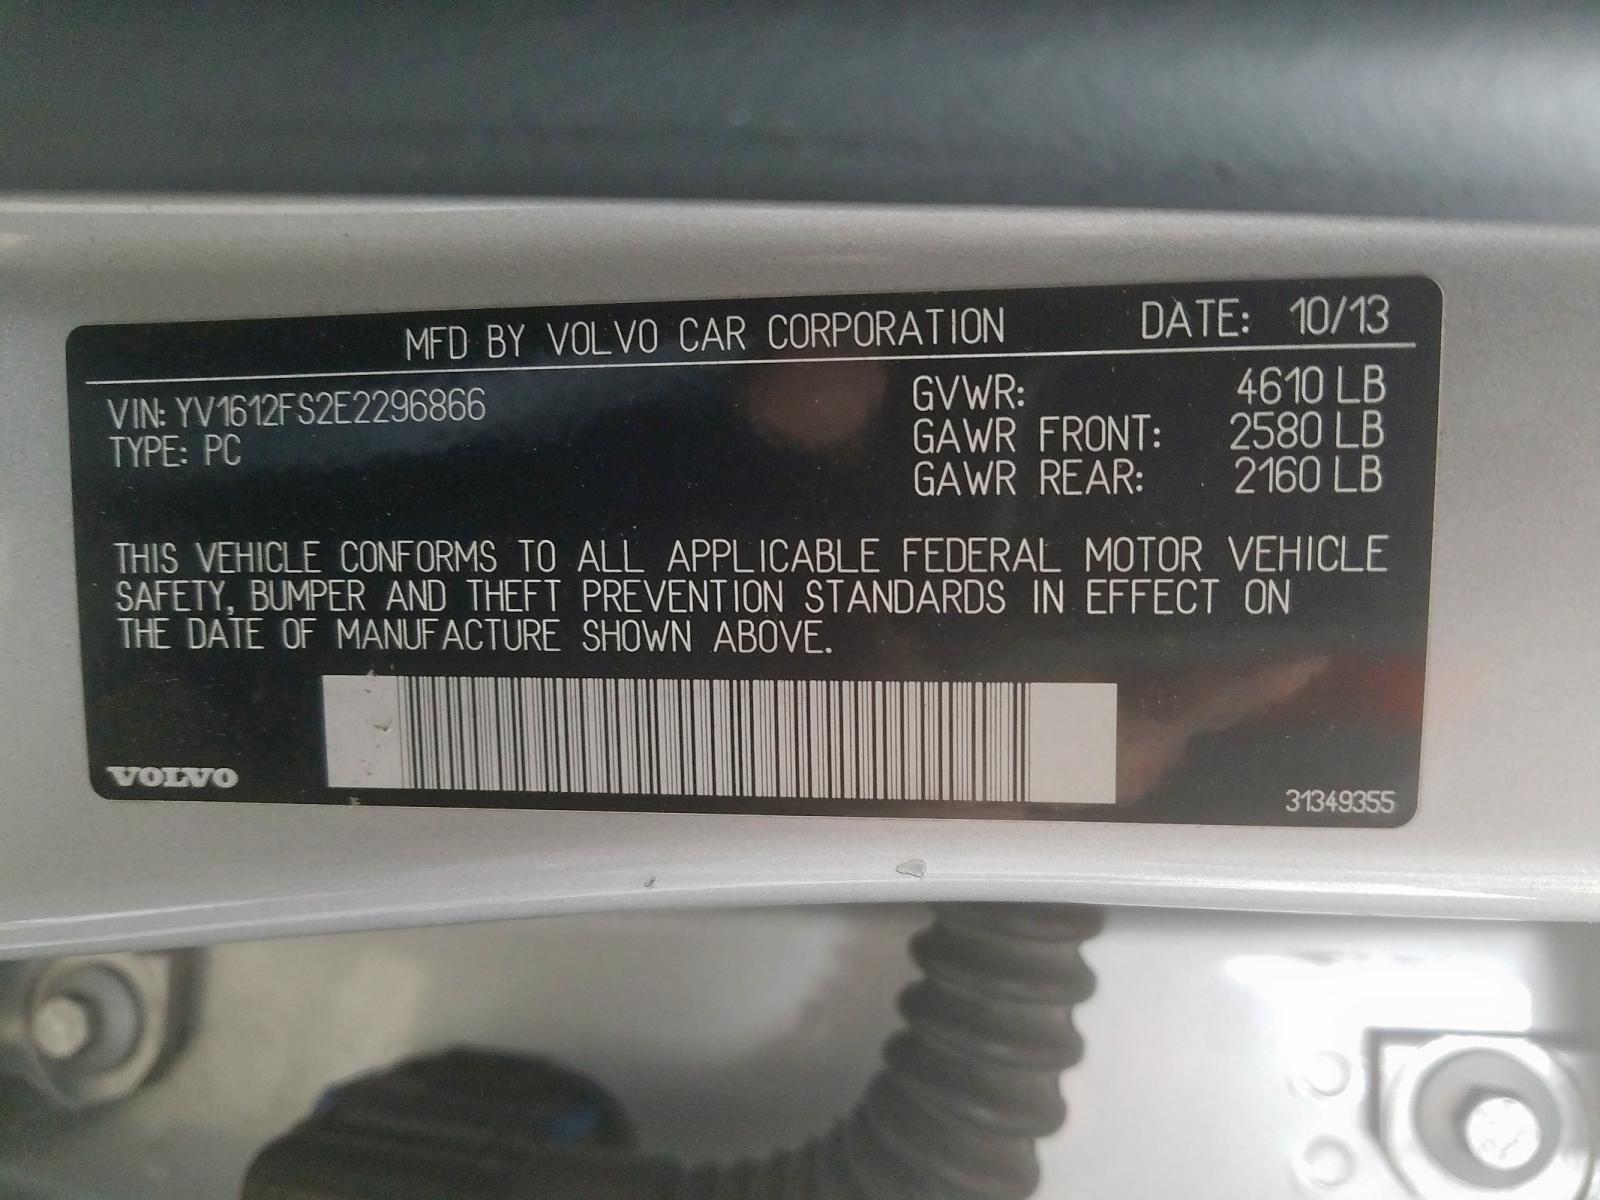 MFD BY VOLVO CAR CORPORATION DATE: 10/13
VIN: YV1612FS2E2296866 GVWR: 4610 LB
TYPE: PC GAWR FRONT: 2580 LB
GAWR REAR: 2160 LB
THIS VEHICLE CONFORMS TO ALL APPLICABLE FEDERAL MOTOR VEHICLE
SAFETY, BUMPER AND THEFT PREVENTION STANDARDS IN EFFECT ON
THE DATE OF MANUFACTURE SHOWN ABOVE.
VOLVO 31349355